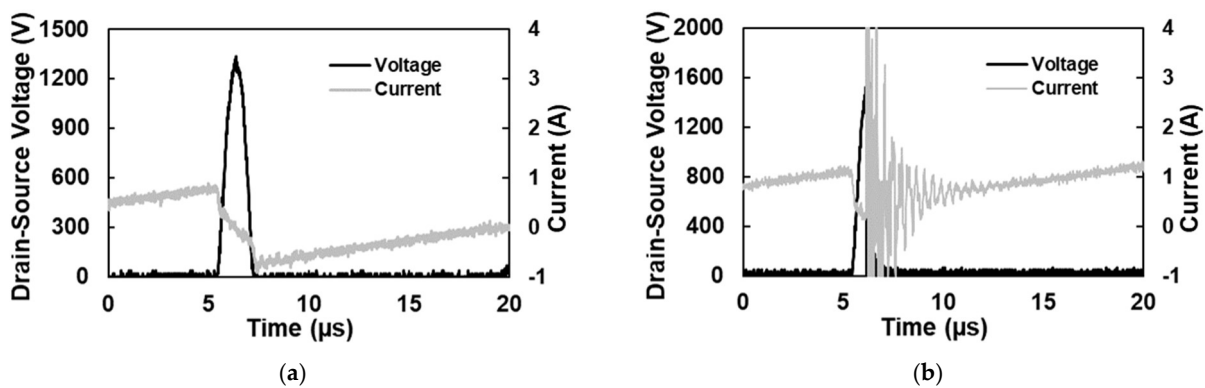 Drain-Source Voltage (V)
1500
1200
900
600
300
0
Voltage
Current
4
3
2
1
0
-1
Current (A)
0 5 10 15 20
Time (µs)
(a)
Drain-Source Voltage (V)
2000
1600
1200
800
400
0
Voltage
Current
4
3
2
1
0
-1
Current (A)
0 5 10 15 20
Time (µs)
(b)